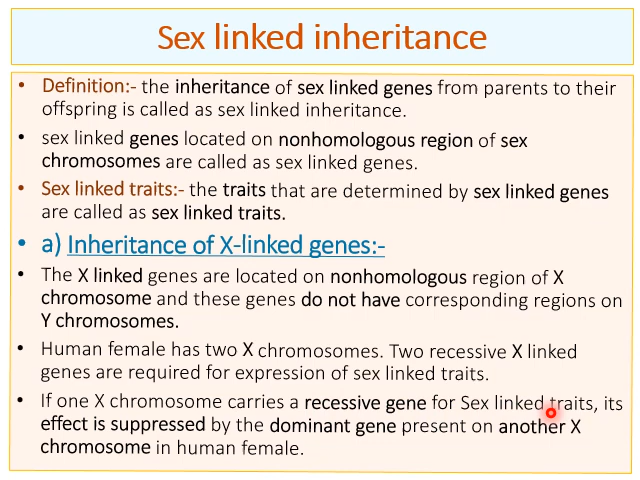 Sex linked inheritance
• Definition:- the inheritance of sex linked genes from parents to their
offspring is called as sex linked inheritance.
• sex linked genes located on nonhomologous region of sex
chromosomes are called as sex linked genes.
• Sex linked traits:- the traits that are determined by sex linked genes
are called as sex linked traits.
• a) Inheritance of X-linked genes:-
• The X linked genes are located on nonhomologous region of X
chromosome and these genes do not have corresponding regions on
Y chromosomes.
• Human female has two X chromosomes. Two recessive X linked
genes are required for expression of sex linked traits.
• If one X chromosome carries a recessive gene for Sex linked traits, its
effect is suppressed by the dominant gene present on another X
chromosome in human female.